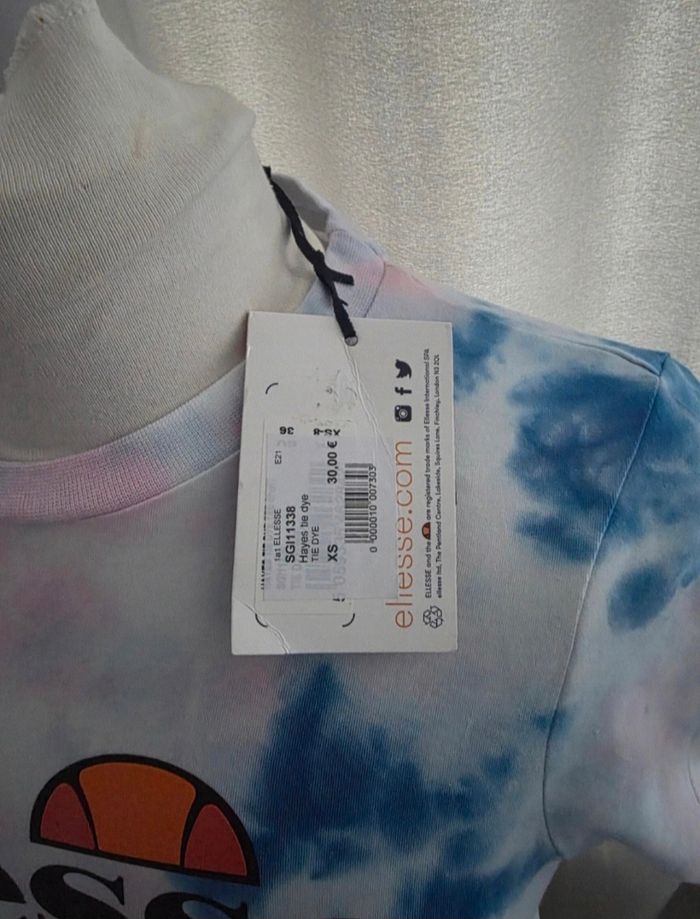 E21
1a1 ELLESSE
SGI11338
Hayes tie dye
TIE DYE
XS 30,00 €
0 000010 007303
ellesse.com
ELLESSE and the are registered trade marks of Ellesse International SPA
ellesse ltd, The Pentland Centre, Lakeside, Squires Lane, Finchley, London N3 2QL